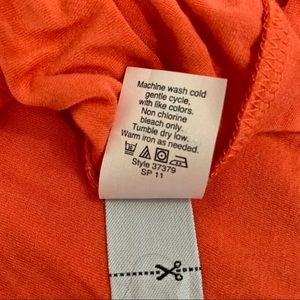 Machine wash cold
gentle cycle,
with like colors.
Non chlorine
bleach only.
Tumble dry low.
Warm iron as needed.
Style 37379
SP 11